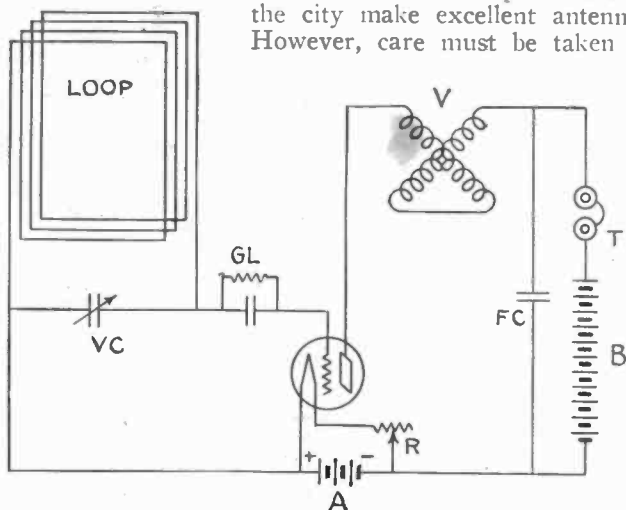 the city make excellent antenn
However, care must be taken
LOOP
V
GL
T
VC
FC
B
R
+ -
A